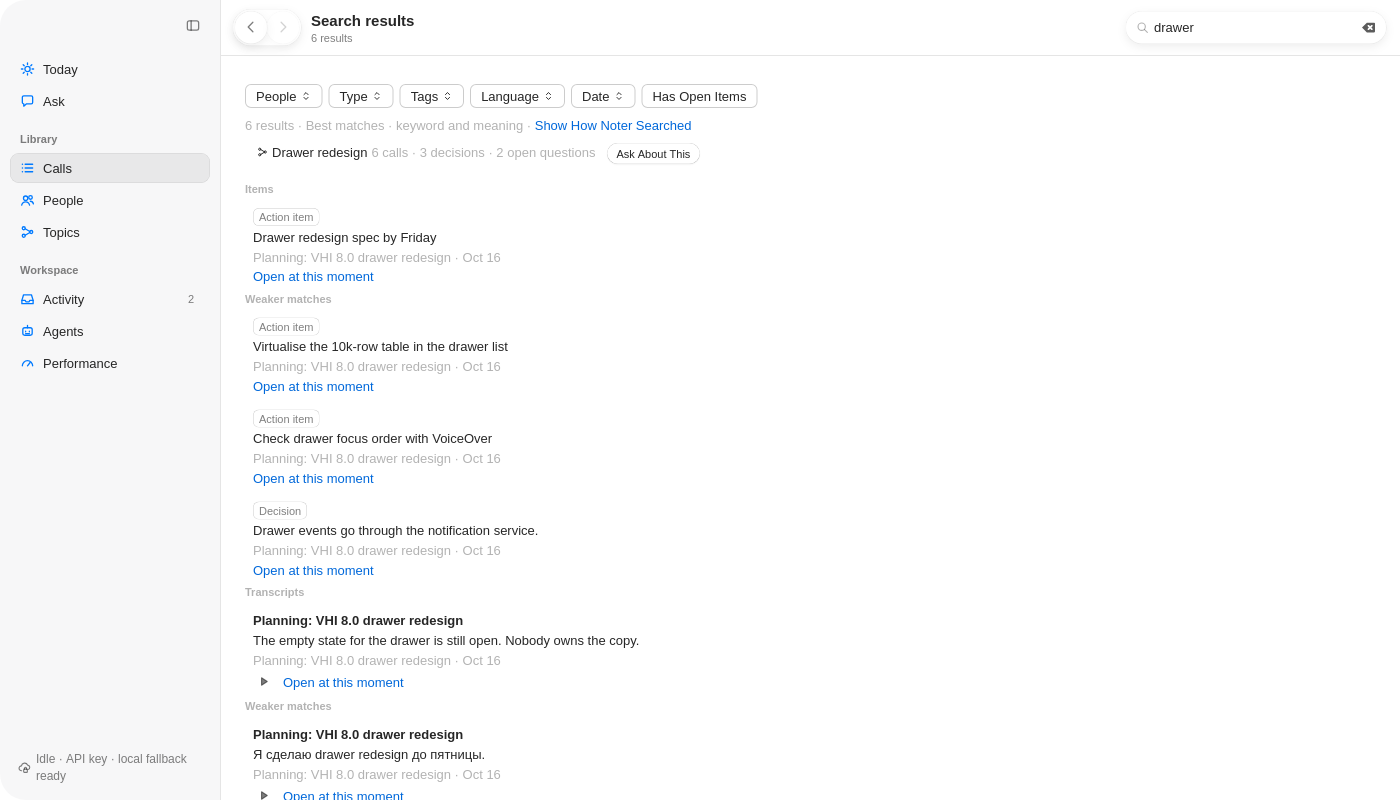 Search results
6 results
drawer
Today
Ask
Library
Calls
People
Topics
Workspace
Activity 2
Agents
Performance
Idle · API key · local fallback
ready
People Type Tags Language Date Has Open Items
6 results · Best matches · keyword and meaning · Show How Noter Searched
Drawer redesign 6 calls · 3 decisions · 2 open questions Ask About This
Items
Action item
Drawer redesign spec by Friday
Planning: VHI 8.0 drawer redesign · Oct 16
Open at this moment
Weaker matches
Action item
Virtualise the 10k-row table in the drawer list
Planning: VHI 8.0 drawer redesign · Oct 16
Open at this moment
Action item
Check drawer focus order with VoiceOver
Planning: VHI 8.0 drawer redesign · Oct 16
Open at this moment
Decision
Drawer events go through the notification service.
Planning: VHI 8.0 drawer redesign · Oct 16
Open at this moment
Transcripts
Planning: VHI 8.0 drawer redesign
The empty state for the drawer is still open. Nobody owns the copy.
Planning: VHI 8.0 drawer redesign · Oct 16
Open at this moment
Weaker matches
Planning: VHI 8.0 drawer redesign
Я сделаю drawer redesign до пятницы.
Planning: VHI 8.0 drawer redesign · Oct 16
Open at this moment